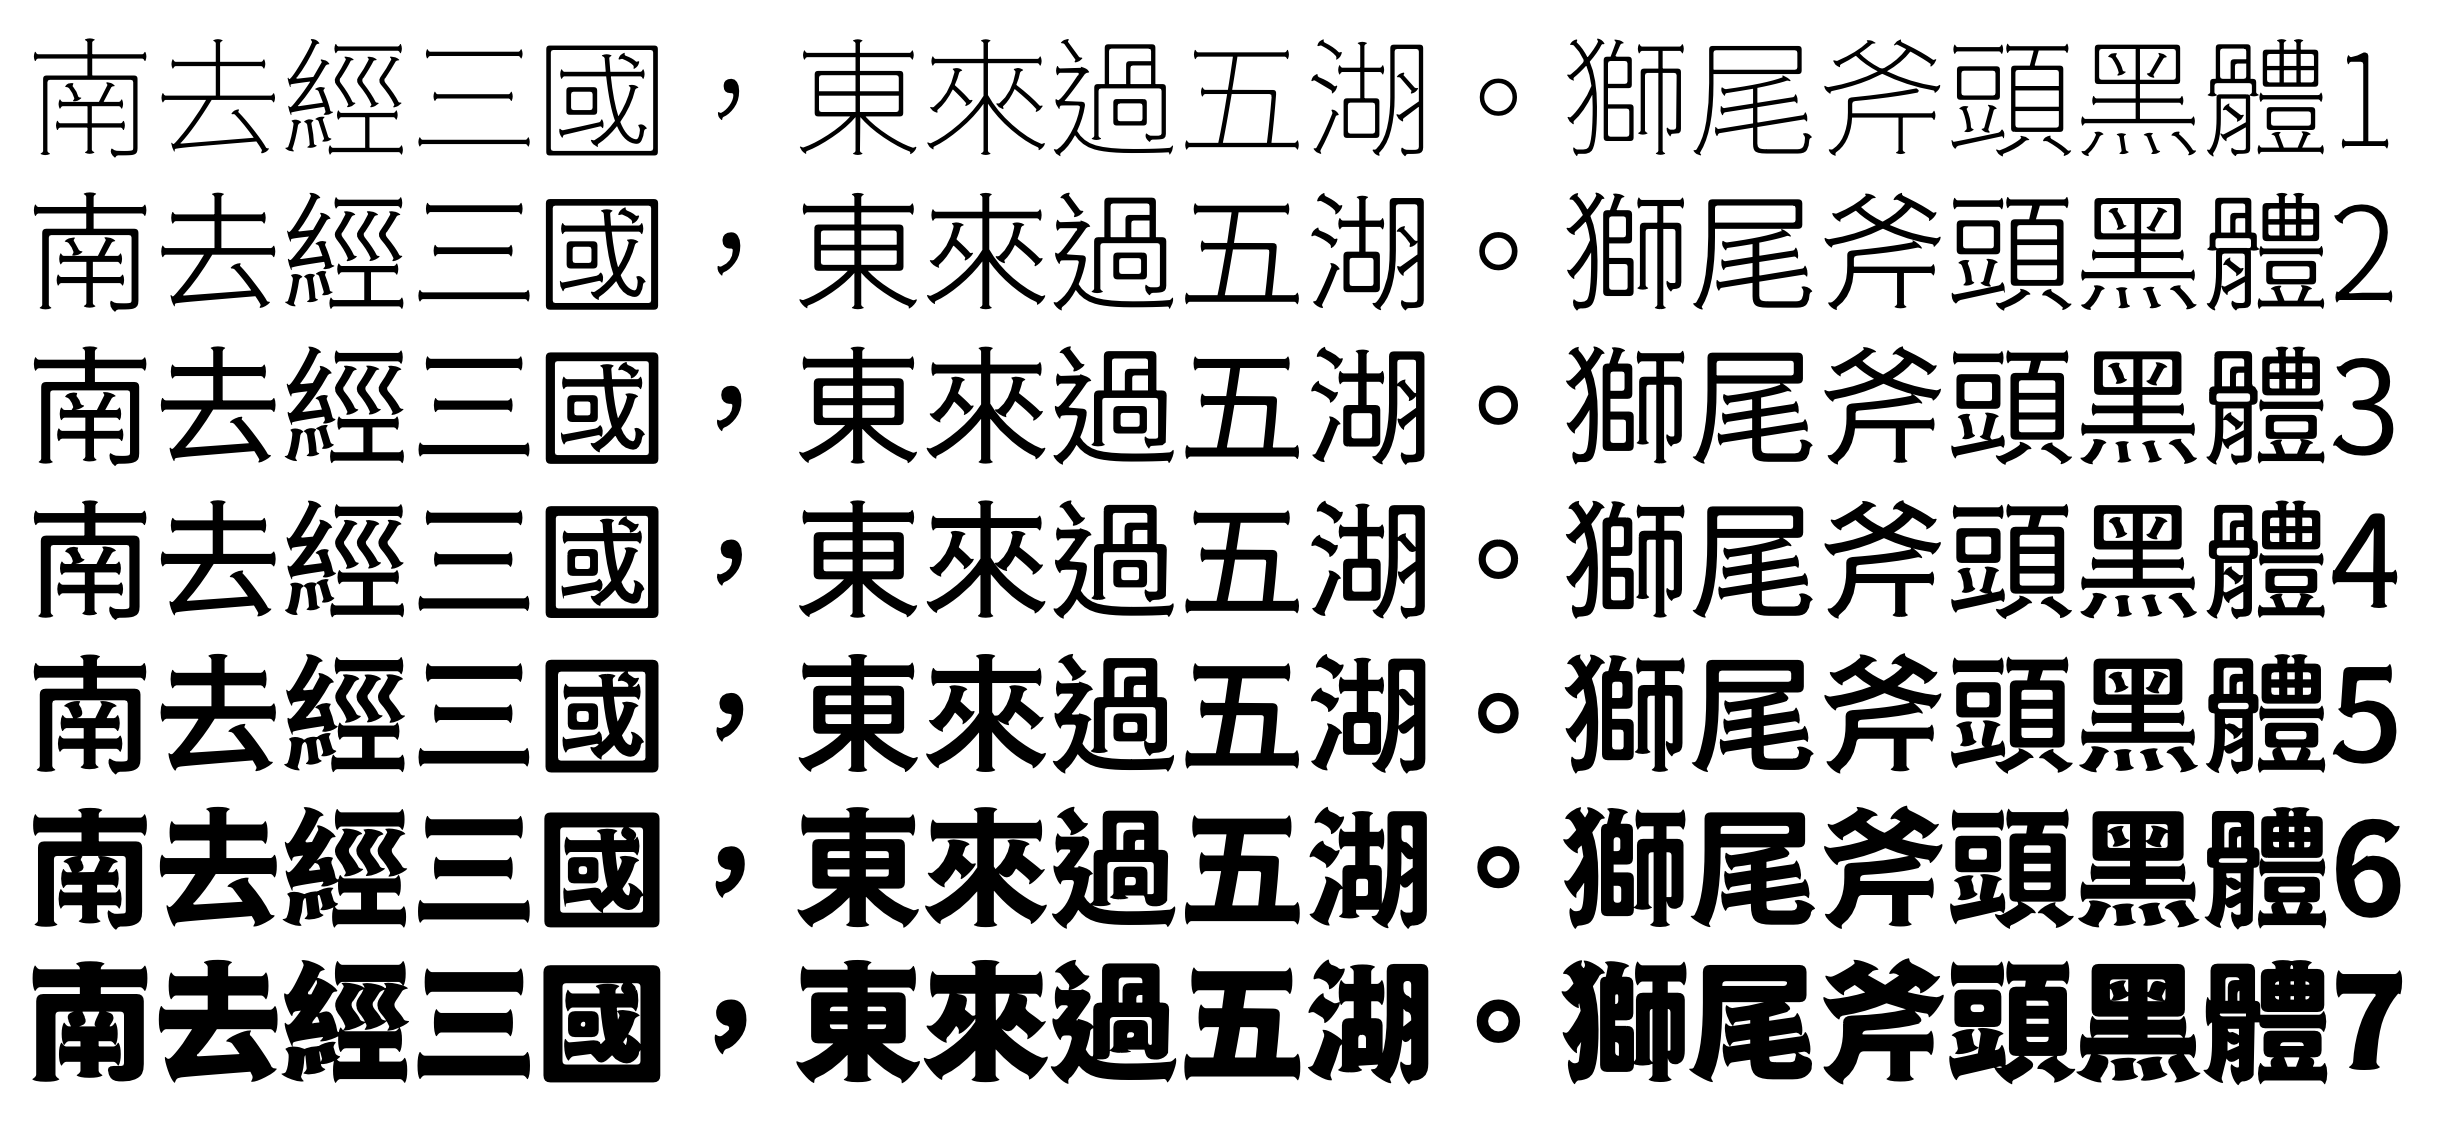 南去經三國，東來過五湖。獅尾斧頭黑體1
南去經三國，東來過五湖。獅尾斧頭黑體2
南去經三國，東來過五湖。獅尾斧頭黑體3
南去經三國，東來過五湖。獅尾斧頭黑體4
南去經三國，東來過五湖。獅尾斧頭黑體5
南去經三國，東來過五湖。獅尾斧頭黑體6
南去經三國，東來過五湖。獅尾斧頭黑體7